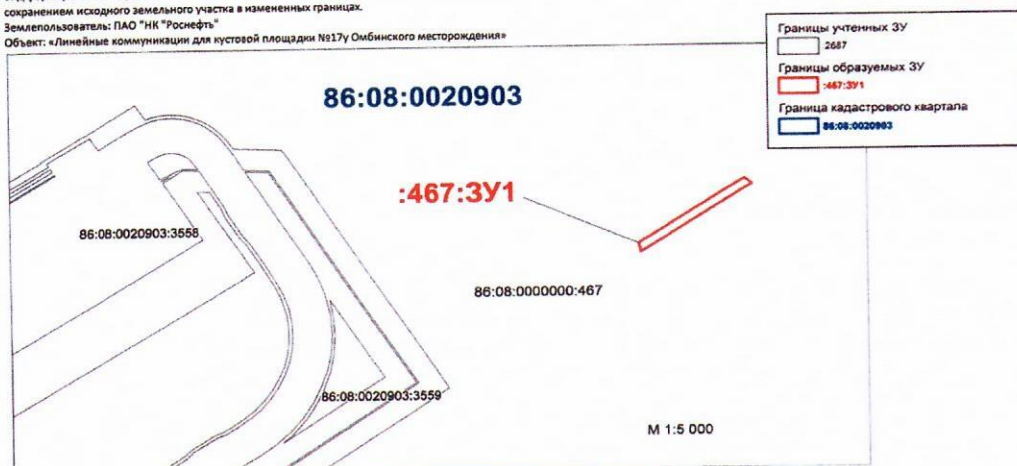 сохранением исходного земельного участка в измененных границах.
Землепользователь: ПАО "НК "Роснефть"
Объект: «Линейные коммуникации для кустовой площадки №17у Омбинского месторождения»
Границы учтенных ЗУ
2687
Границы образуемых ЗУ
:467:ЗУ1
Граница кадастрового квартала
86:08:0020903
86:08:0020903
:467:ЗУ1
86:08:0020903:3558
86:08:0000000:467
86:08:0020903:3559
М 1:5 000